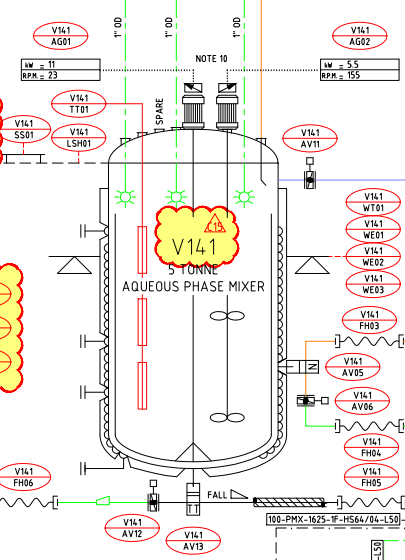 1" OD
1" OD
1" OD
V141
AG01
V141
AG02
NOTE 10
kW = 11
R.P.M. = 23
kW = 5.5
R.P.M. = 155
V141
TT01
SPARE
V141
SS01
V141
LSH01
V141
AV11
V141
WT01
V141
WE01
V141
WE02
V141
WE03
C15
V141
5 TONNE
AQUEOUS PHASE MIXER
V141
FH03
N
V141
AV05
V141
AV06
V141
FH04
V141
FH06
V141
FH05
FALL
V141
AV12
V141
AV13
100-PMX-1625-1F-HS64/04-L50
-L50